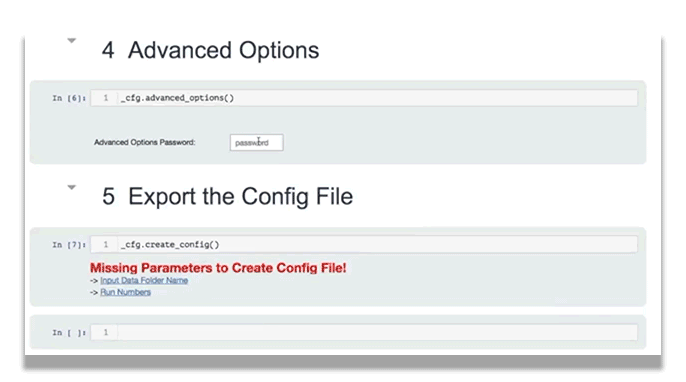 4 Advanced Options
In [6]: 1 _cfg.advanced_options()
Advanced Options Password: password
5 Export the Config File
In [7]: 1 _cfg.create_config()
Missing Parameters to Create Config File!
-> Input Data Folder Name
-> Run Numbers
In [ ]: 1